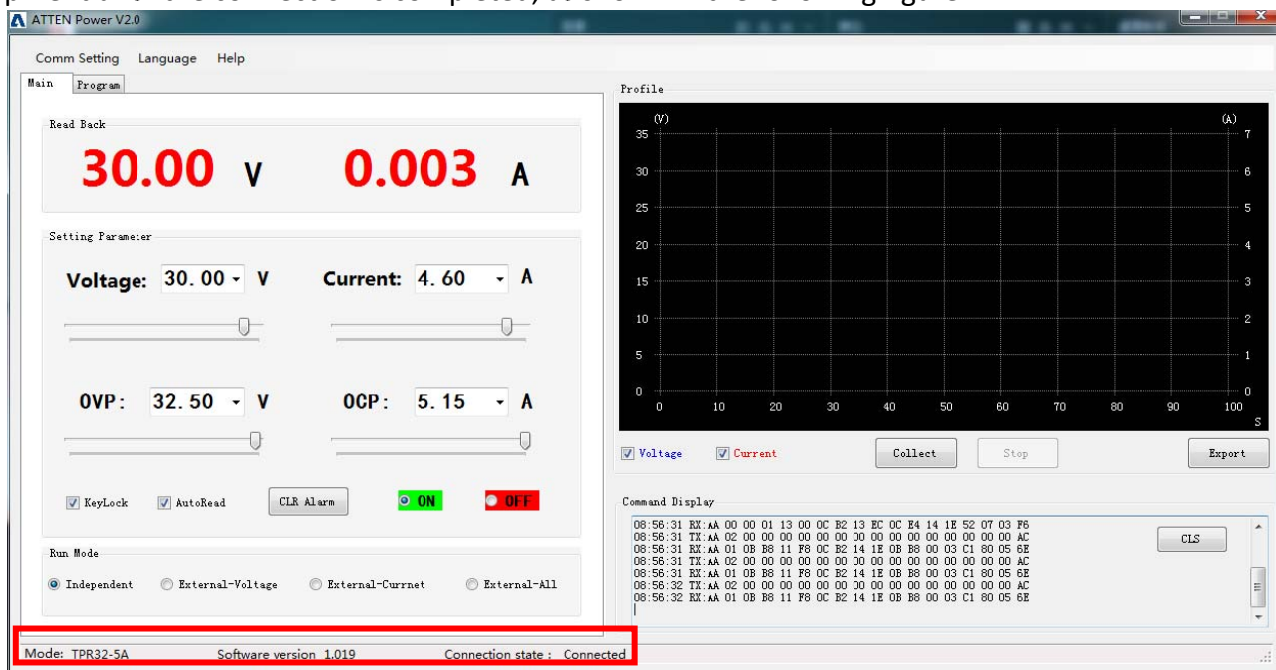 ATTEN Power V2.0
Comm Setting Language Help
Main Program
Read Back
30.00 V 0.003 A
Setting Parameter
Voltage: 30.00 V Current: 4.60 A
OVP: 32.50 V OCP: 5.15 A
KeyLock AutoRead CLR Alarm ON OFF
Run Mode
Independent External-Voltage External-Currnet External-All
Profile
(V) (A)
35 7
30 6
25 5
20 4
15 3
10 2
5 1
0 0
0 10 20 30 40 50 60 70 80 90 100
S
Voltage Current Collect Stop Export
Command Display
CLS
08:56:31 RX:AA 00 00 01 13 00 0C B2 13 EC 0C E4 14 1E 52 07 03 F6
08:56:31 TX:AA 02 00 00 00 00 00 00 00 00 00 00 00 00 00 00 00 AC
08:56:31 RX:AA 01 0B B8 11 F8 0C B2 14 1E 0B B8 00 03 C1 80 05 6E
08:56:31 TX:AA 02 00 00 00 00 00 00 00 00 00 00 00 00 00 00 00 AC
08:56:31 RX:AA 01 0B B8 11 F8 0C B2 14 1E 0B B8 00 03 C1 80 05 6E
08:56:32 TX:AA 02 00 00 00 00 00 00 00 00 00 00 00 00 00 00 00 AC
08:56:32 RX:AA 01 0B B8 11 F8 0C B2 14 1E 0B B8 00 03 C1 80 05 6E
Mode: TPR32-5A Software version 1.019 Connection state : Connected